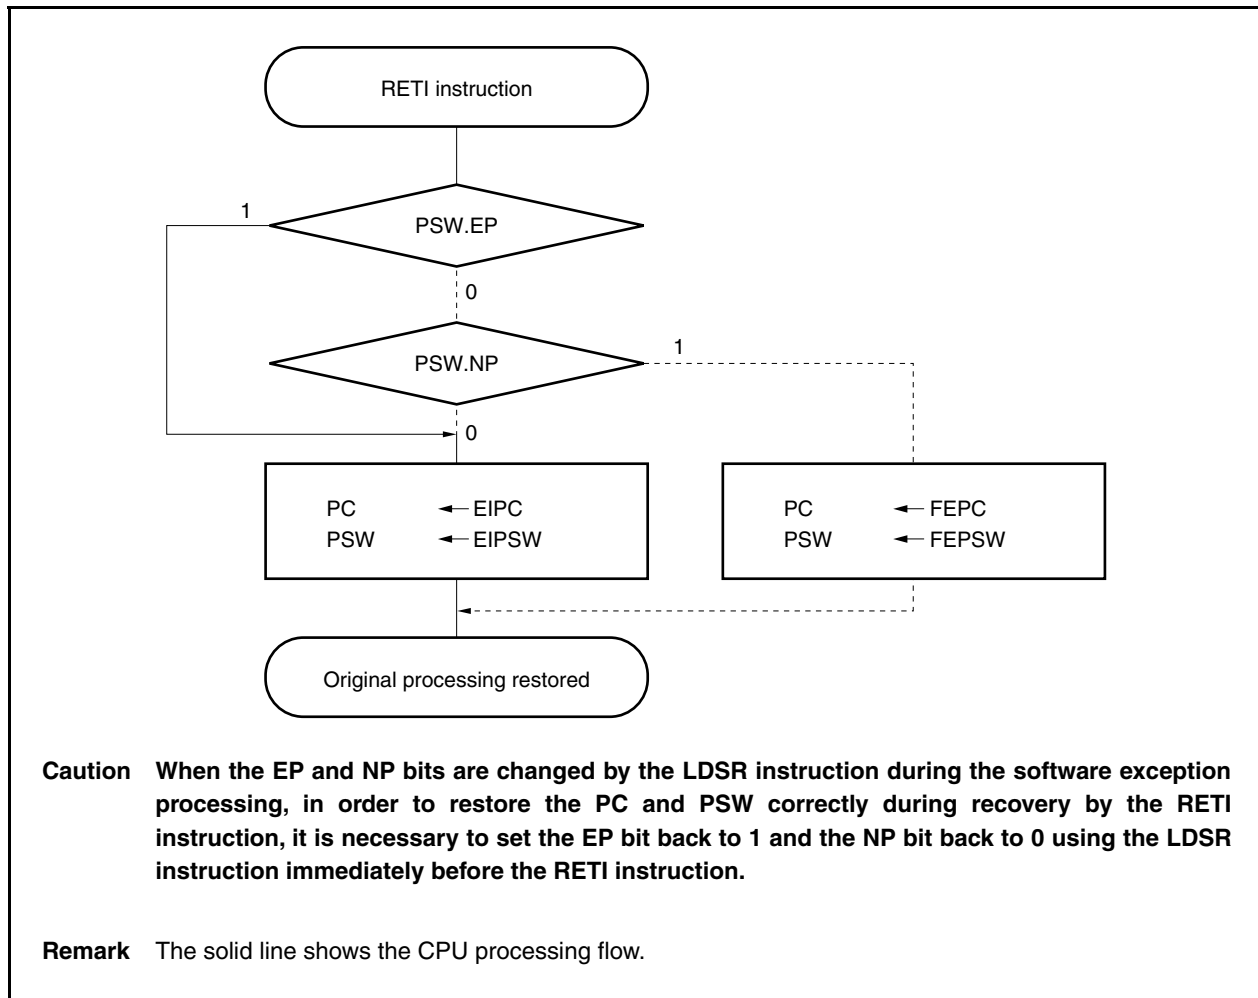 RETI instruction
1
PSW.EP
0
1
PSW.NP
0
PC ← EIPC
PSW ← EIPSW
PC ← FEPC
PSW ← FEPSW
Original processing restored
Caution When the EP and NP bits are changed by the LDSR instruction during the software exception
processing, in order to restore the PC and PSW correctly during recovery by the RETI
instruction, it is necessary to set the EP bit back to 1 and the NP bit back to 0 using the LDSR
instruction immediately before the RETI instruction.
Remark The solid line shows the CPU processing flow.